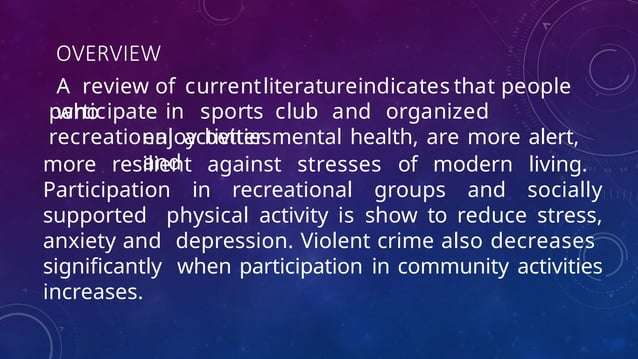 OVERVIEW
A review of current literature indicates that people who
participate in sports club and organized
recreational activities enjoy better mental health, are more alert, and
more resilient against stresses of modern living.
Participation in recreational groups and socially
supported physical activity is show to reduce stress,
anxiety and depression. Violent crime also decreases
significantly when participation in community activities
increases.